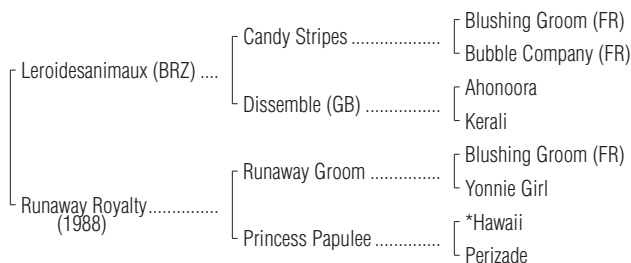 Blushing Groom (FR)
Candy Stripes ..................
Bubble Company (FR)
Leroidesanimaux (BRZ) ....
Ahonoora
Dissemble (GB) ...............
Kerali
Blushing Groom (FR)
Runaway Groom ..............
Yonnie Girl
Runaway Royalty..............
(1988)
*Hawaii
Princess Papulee .............
Perizade